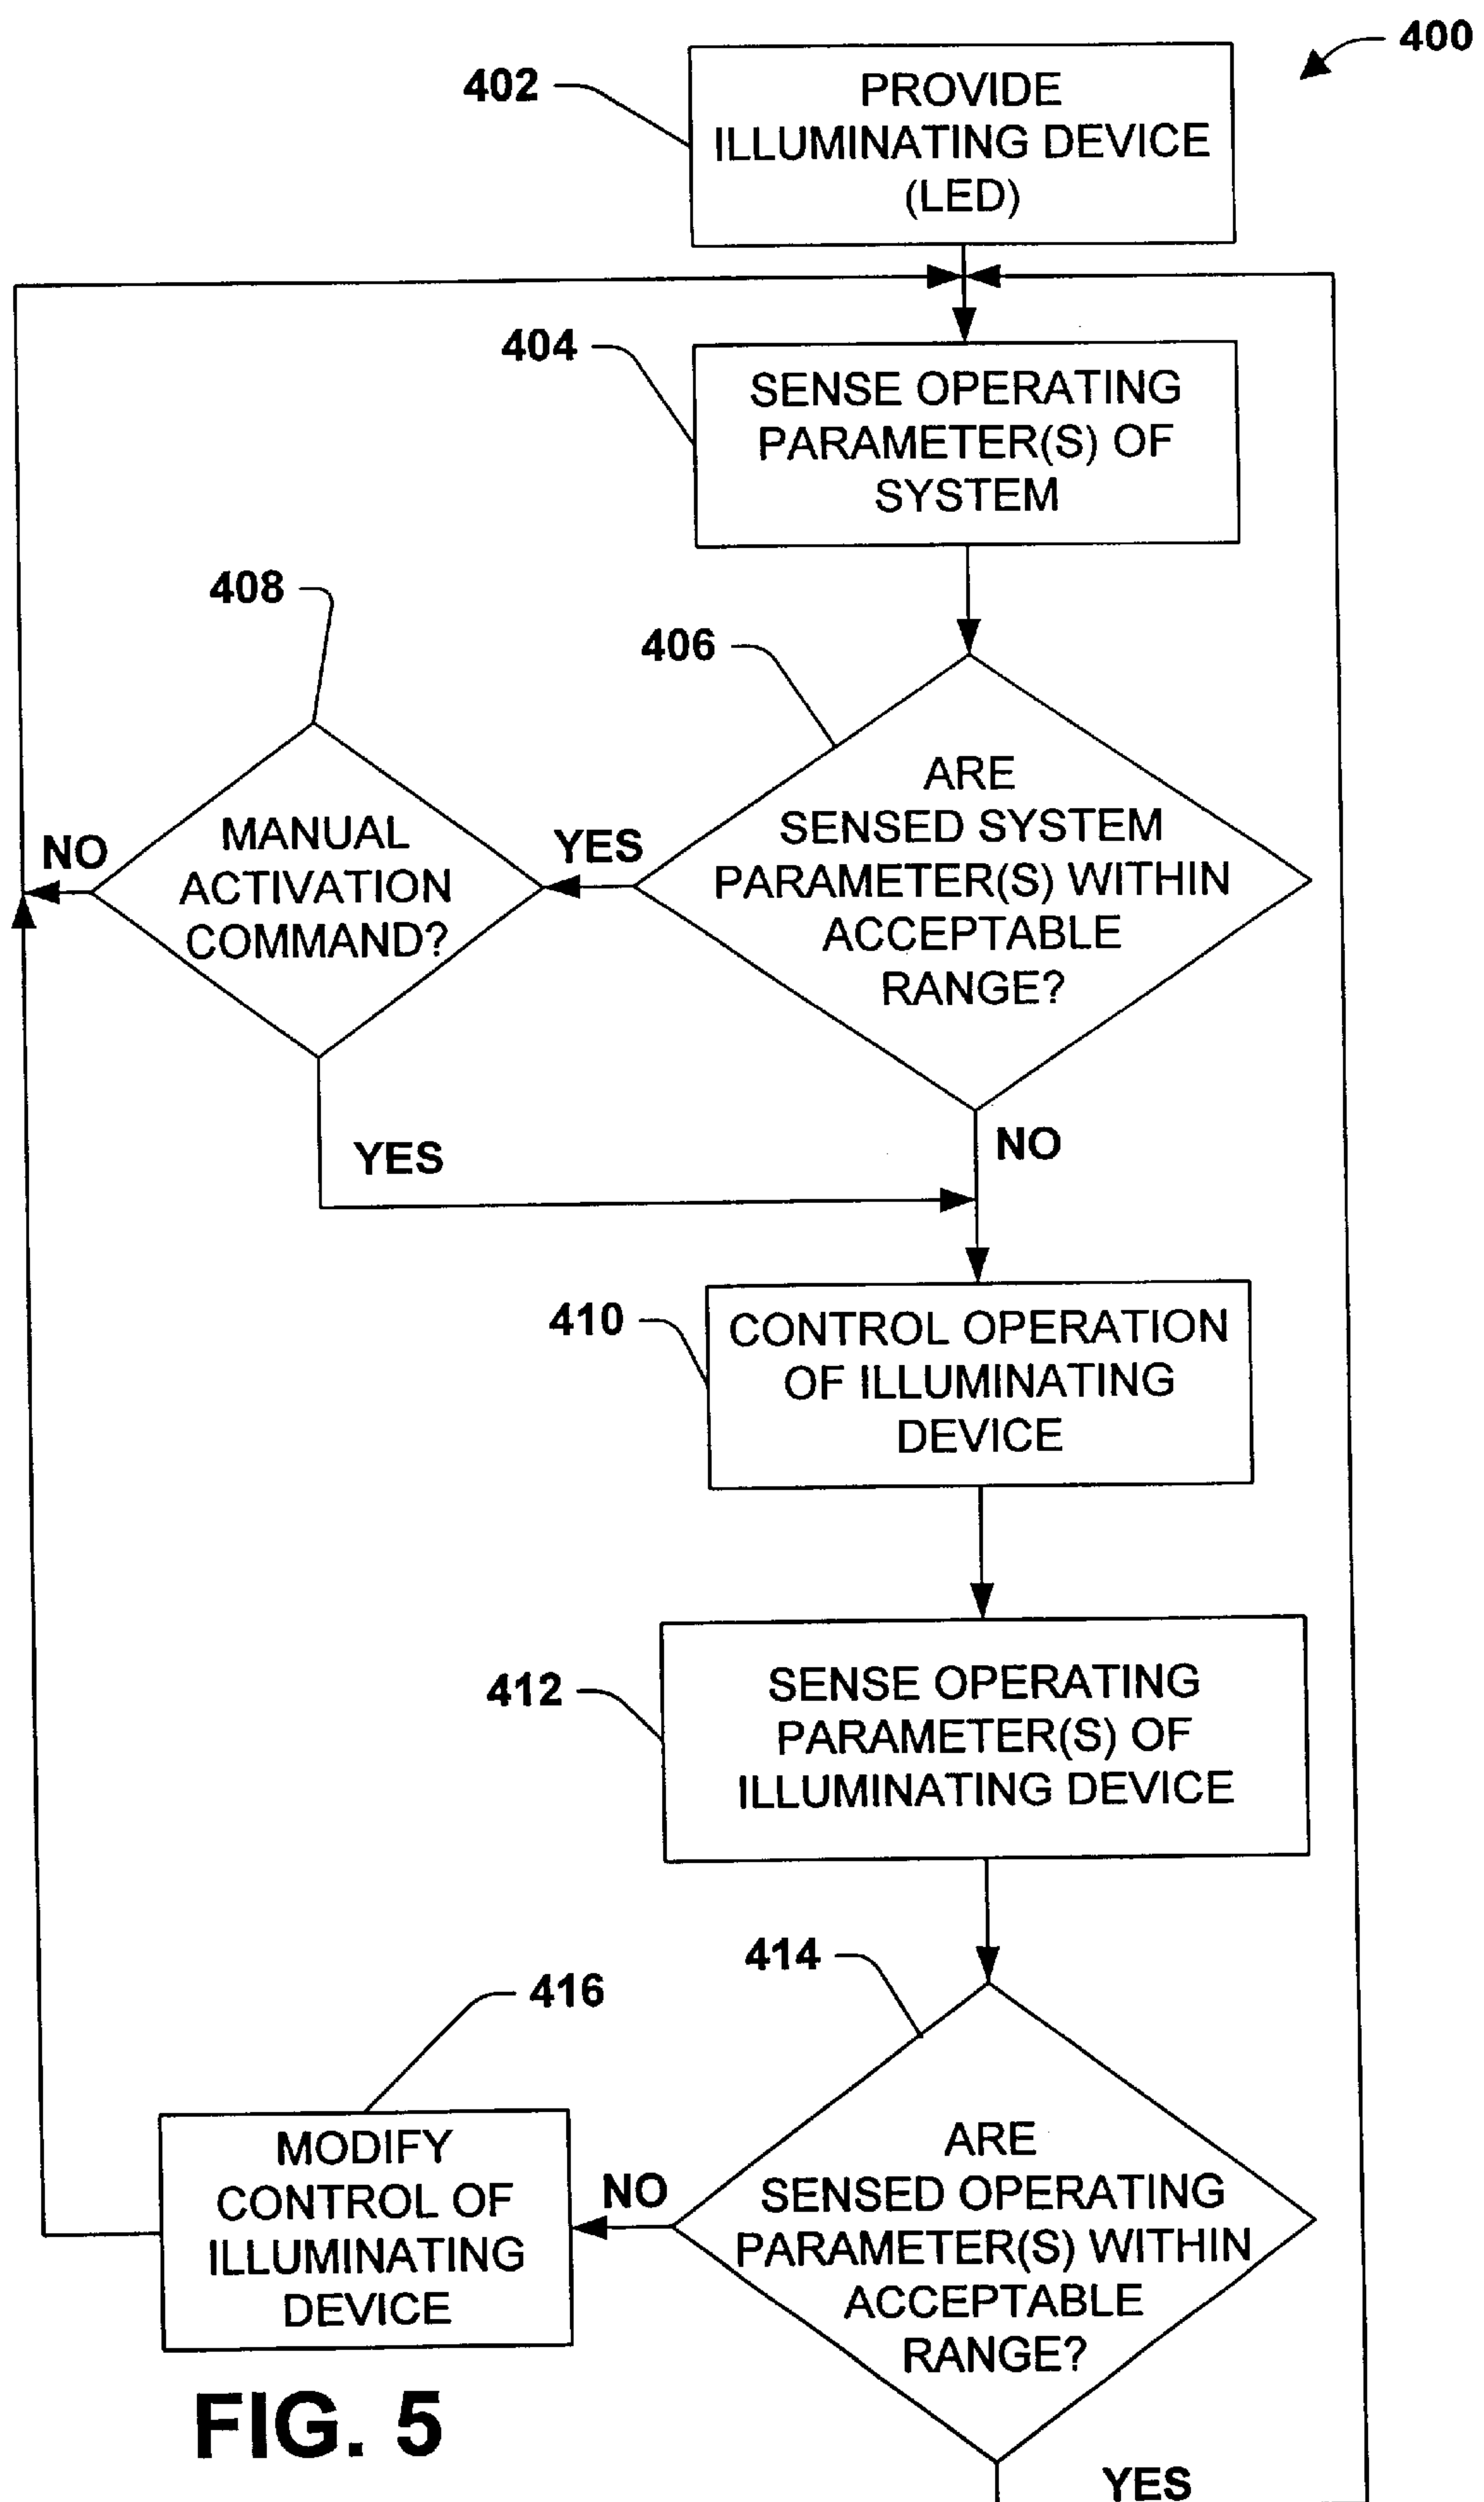 400
402
PROVIDE
ILLUMINATING DEVICE
(LED)
404
SENSE OPERATING
PARAMETER(S) OF
SYSTEM
408
406
ARE
SENSED SYSTEM
PARAMETER(S) WITHIN
ACCEPTABLE
RANGE?
YES
MANUAL
ACTIVATION
COMMAND?
NO
YES
NO
410
CONTROL OPERATION
OF ILLUMINATING
DEVICE
412
SENSE OPERATING
PARAMETER(S) OF
ILLUMINATING DEVICE
414
416
ARE
SENSED OPERATING
PARAMETER(S) WITHIN
ACCEPTABLE
RANGE?
NO
MODIFY
CONTROL OF
ILLUMINATING
DEVICE
YES
FIG. 5